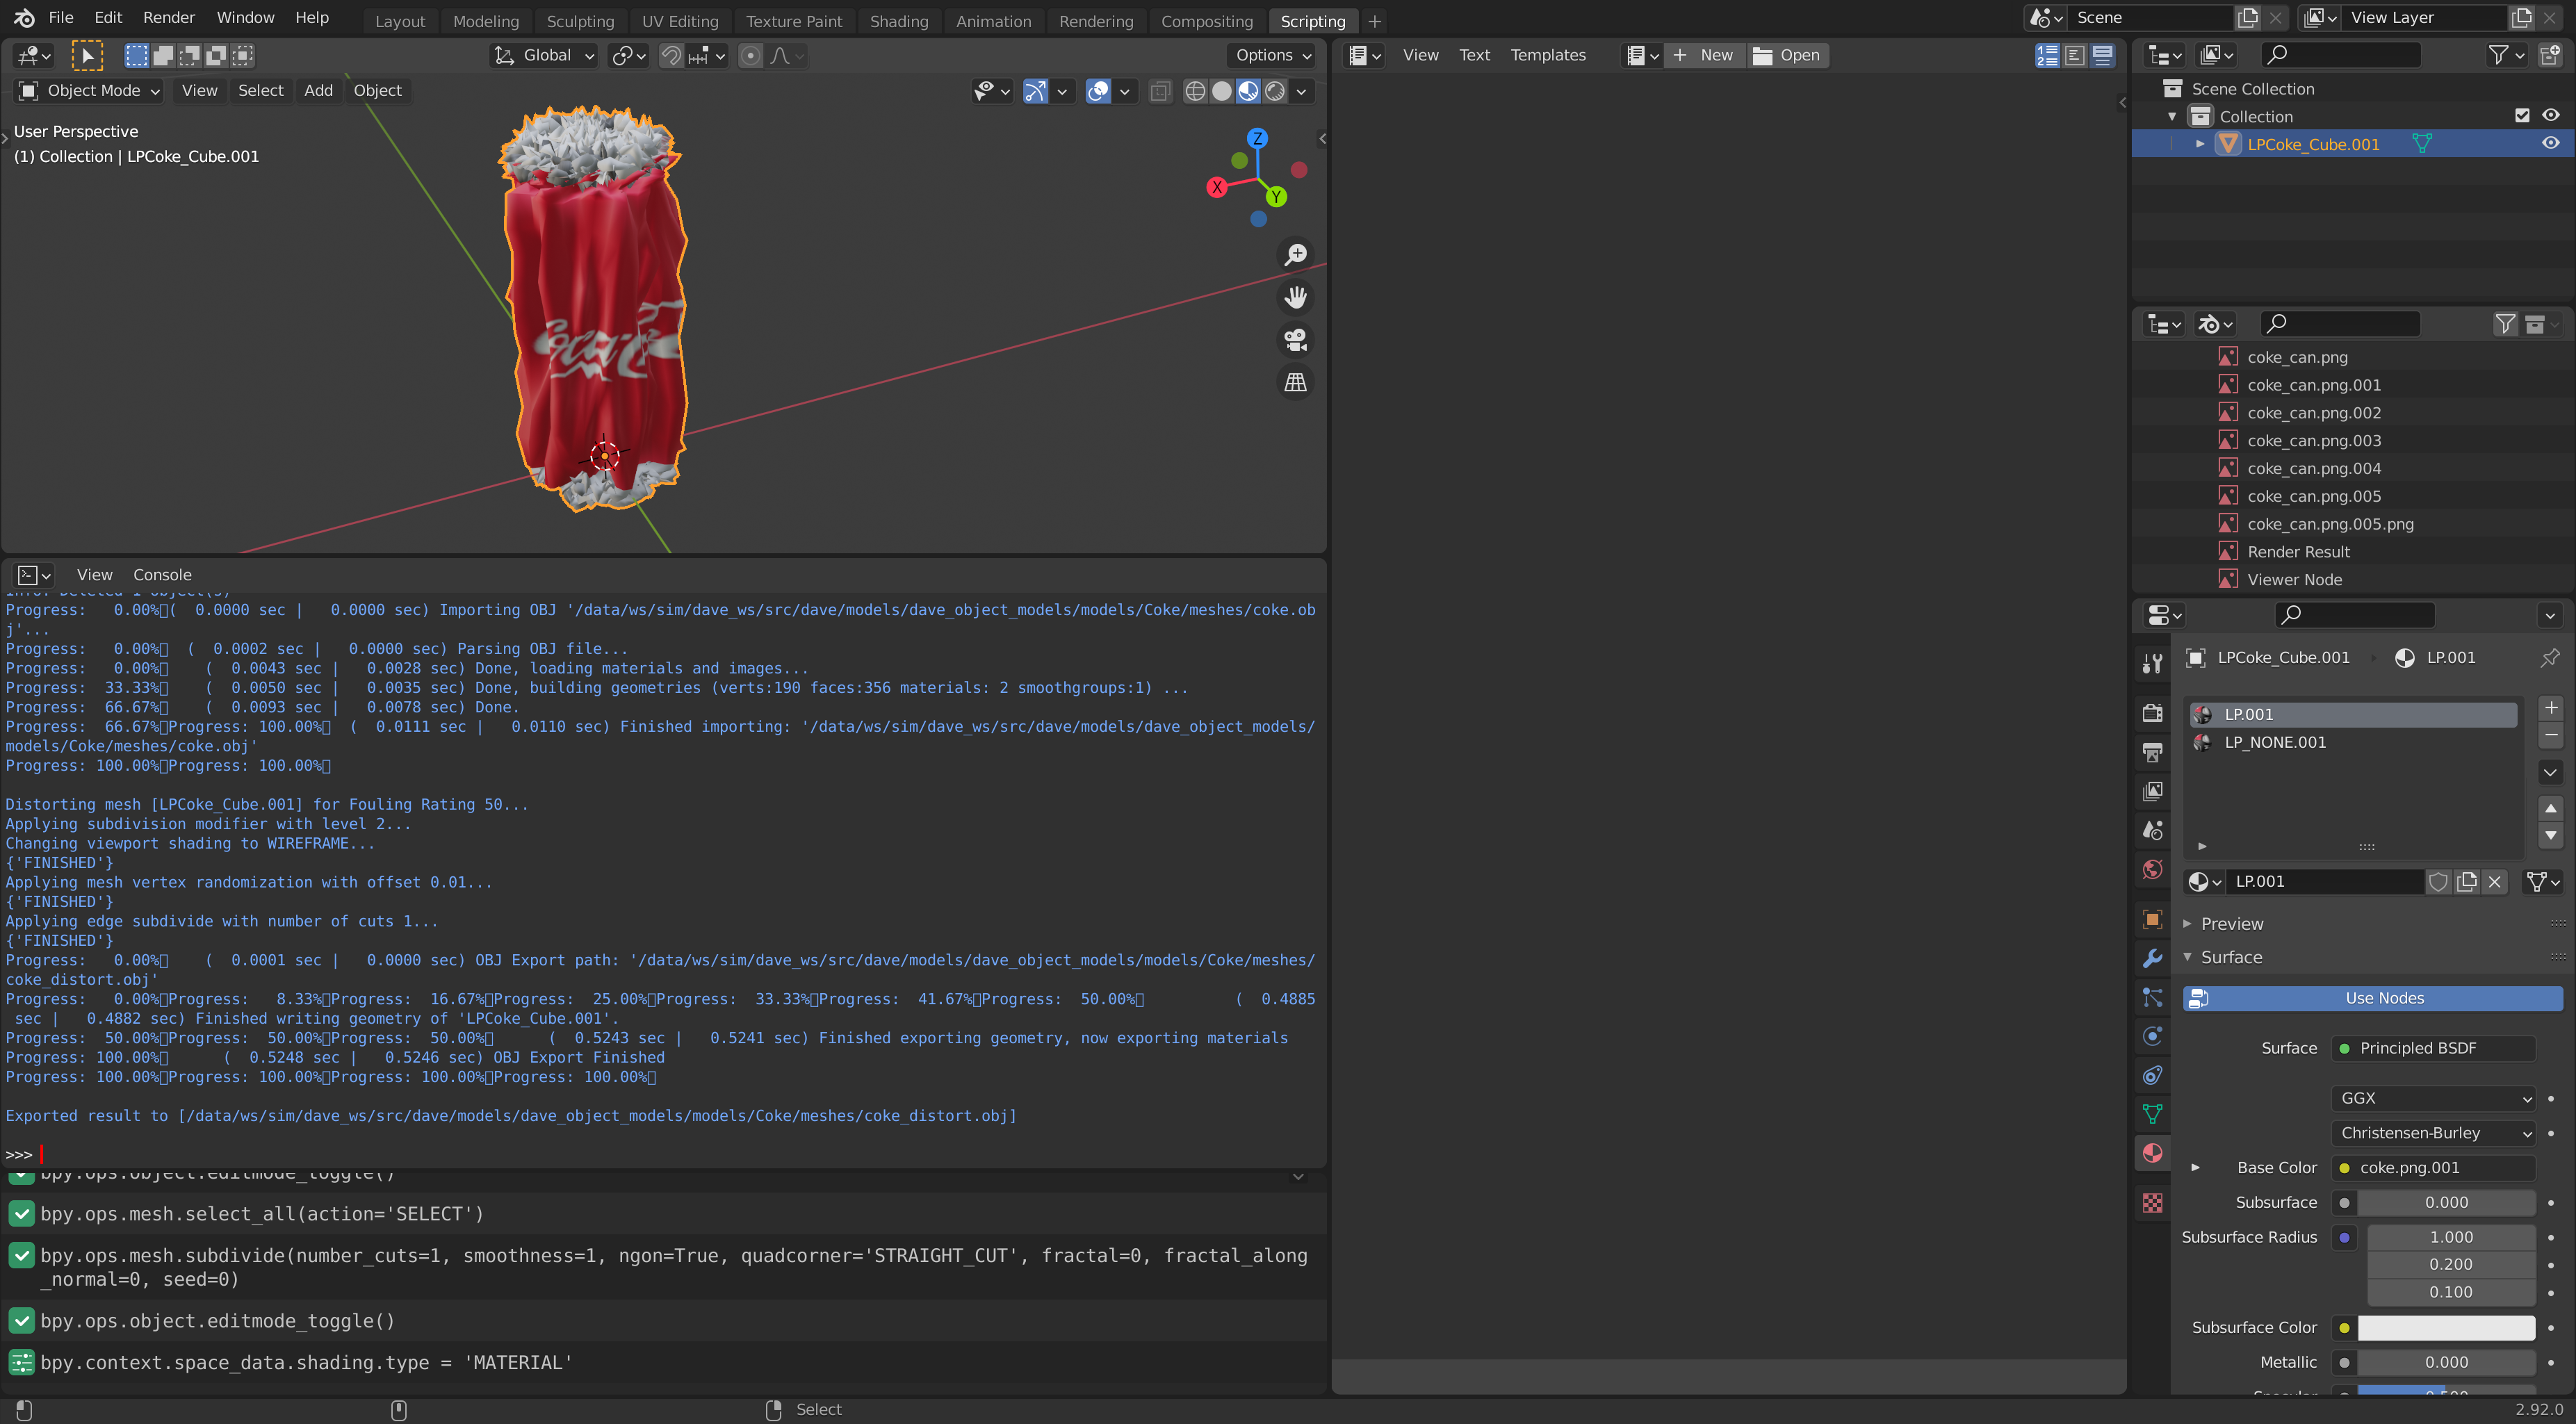 File Edit Render Window Help
Layout Modeling Sculpting UV Editing Texture Paint Shading Animation Rendering Compositing Scripting +
Scene
View Layer
Global
Options
View Text Templates
+ New
Open
Object Mode
View Select Add Object
User Perspective
(1) Collection | LPCoke_Cube.001
Z
X
Y
Scene Collection
Collection
LPCoke_Cube.001
coke_can.png
coke_can.png.001
coke_can.png.002
coke_can.png.003
coke_can.png.004
coke_can.png.005
coke_can.png.005.png
Render Result
Viewer Node
View Console
Info: Deleted 1 object(s)
Progress:   0.00% (  0.0000 sec |   0.0000 sec) Importing OBJ '/data/ws/sim/dave_ws/src/dave/models/dave_object_models/models/Coke/meshes/coke.ob
j'...
Progress:   0.00%   (  0.0002 sec |   0.0000 sec) Parsing OBJ file...
Progress:   0.00%     (  0.0043 sec |   0.0028 sec) Done, loading materials and images...
Progress:  33.33%     (  0.0050 sec |   0.0035 sec) Done, building geometries (verts:190 faces:356 materials: 2 smoothgroups:1) ...
Progress:  66.67%     (  0.0093 sec |   0.0078 sec) Done.
Progress:  66.67% Progress: 100.00%   (  0.0111 sec |   0.0110 sec) Finished importing: '/data/ws/sim/dave_ws/src/dave/models/dave_object_models/
models/Coke/meshes/coke.obj'
Progress: 100.00% Progress: 100.00%
Distorting mesh [LPCoke_Cube.001] for Fouling Rating 50...
Applying subdivision modifier with level 2...
Changing viewport shading to WIREFRAME...
{'FINISHED'}
Applying mesh vertex randomization with offset 0.01...
{'FINISHED'}
Applying edge subdivide with number of cuts 1...
{'FINISHED'}
Progress:   0.00%     (  0.0001 sec |   0.0000 sec) OBJ Export path: '/data/ws/sim/dave_ws/src/dave/models/dave_object_models/models/Coke/meshes/
coke_distort.obj'
Progress:   0.00% Progress:   8.33% Progress:  16.67% Progress:  25.00% Progress:  33.33% Progress:  41.67% Progress:  50.00%           (  0.4885
sec |   0.4882 sec) Finished writing geometry of 'LPCoke_Cube.001'.
Progress:  50.00% Progress:  50.00% Progress:  50.00%       (  0.5243 sec |   0.5241 sec) Finished exporting geometry, now exporting materials
Progress: 100.00%       (  0.5248 sec |   0.5246 sec) OBJ Export Finished
Progress: 100.00% Progress: 100.00% Progress: 100.00% Progress: 100.00%
Exported result to [/data/ws/sim/dave_ws/src/dave/models/dave_object_models/models/Coke/meshes/coke_distort.obj]
>>>
bpy.ops.object.editmode_toggle()
bpy.ops.mesh.select_all(action='SELECT')
bpy.ops.mesh.subdivide(number_cuts=1, smoothness=1, ngon=True, quadcorner='STRAIGHT_CUT', fractal=0, fractal_along
_normal=0, seed=0)
bpy.ops.object.editmode_toggle()
bpy.context.space_data.shading.type = 'MATERIAL'
LPCoke_Cube.001
LP.001
LP.001
LP_NONE.001
LP.001
Preview
Surface
Use Nodes
Surface Principled BSDF
GGX
Christensen-Burley
Base Color coke.png.001
Subsurface 0.000
Subsurface Radius 1.000
0.200
0.100
Subsurface Color
Metallic 0.000
Specular 0.500
Select
2.92.0